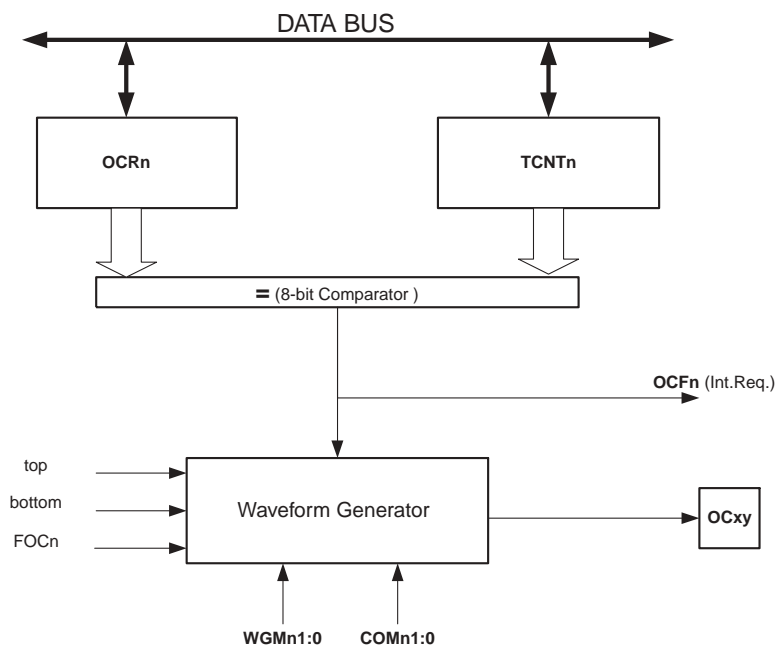 DATA BUS
OCRn
TCNTn
= (8-bit Comparator )
OCFn (Int.Req.)
top
bottom
FOCn
Waveform Generator
OCxy
WGMn1:0
COMn1:0